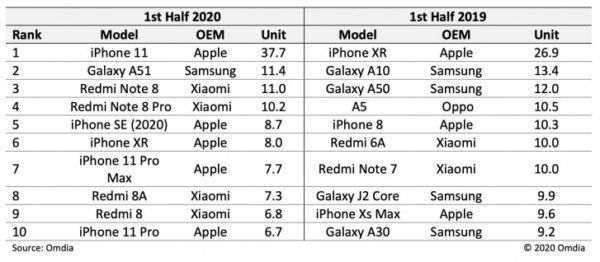 1st Half 2020 1st Half 2019
Rank Model OEM Unit Model OEM Unit
1 iPhone 11 Apple 37.7 iPhone XR Apple 26.9
2 Galaxy A51 Samsung 11.4 Galaxy A10 Samsung 13.4
3 Redmi Note 8 Xiaomi 11.0 Galaxy A50 Samsung 12.0
4 Redmi Note 8 Pro Xiaomi 10.2 A5 Oppo 10.5
5 iPhone SE (2020) Apple 8.7 iPhone 8 Apple 10.3
6 iPhone XR Apple 8.0 Redmi 6A Xiaomi 10.0
7 iPhone 11 Pro Max Apple 7.7 Redmi Note 7 Xiaomi 10.0
8 Redmi 8A Xiaomi 7.3 Galaxy J2 Core Samsung 9.9
9 Redmi 8 Xiaomi 6.8 iPhone Xs Max Apple 9.6
10 iPhone 11 Pro Apple 6.7 Galaxy A30 Samsung 9.2
Source: Omdia © 2020 Omdia